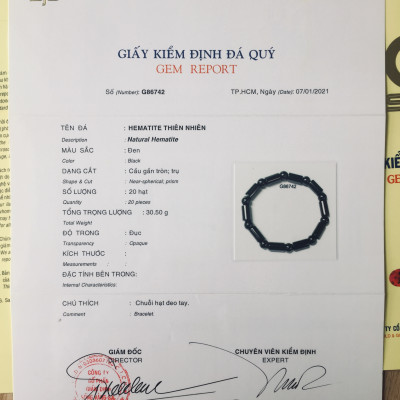 GIẤY KIỂM ĐỊNH ĐÁ QUÝ
GEM REPORT
Số (Number): G86742 TP.HCM, Ngày (Date): 07/01/2021
TÊN ĐÁ : HEMATITE THIÊN NHIÊN
Description : Natural Hematite
MÀU SẮC : Đen
Color : Black
DẠNG CẮT : Cầu gần tròn; trụ
Shape & Cut : Near-spherical, prism
SỐ LƯỢNG : 20 hạt
Quantity : 20 pieces
TỔNG TRỌNG LƯỢNG : 30.50 g
Total Weight
ĐỘ TRONG : Đục
Transparency : Opaque
KÍCH THƯỚC :
Measurements :
ĐẶC TÍNH BÊN TRONG:
Internal Characteristics:
G86742
CHÚ THÍCH : Chuỗi hạt đeo tay.
Comment : Bracelet
GIÁM ĐỐC CHUYÊN VIÊN KIỂM ĐỊNH
DIRECTOR EXPERT
CÔNG TY
CỔ PHẦN